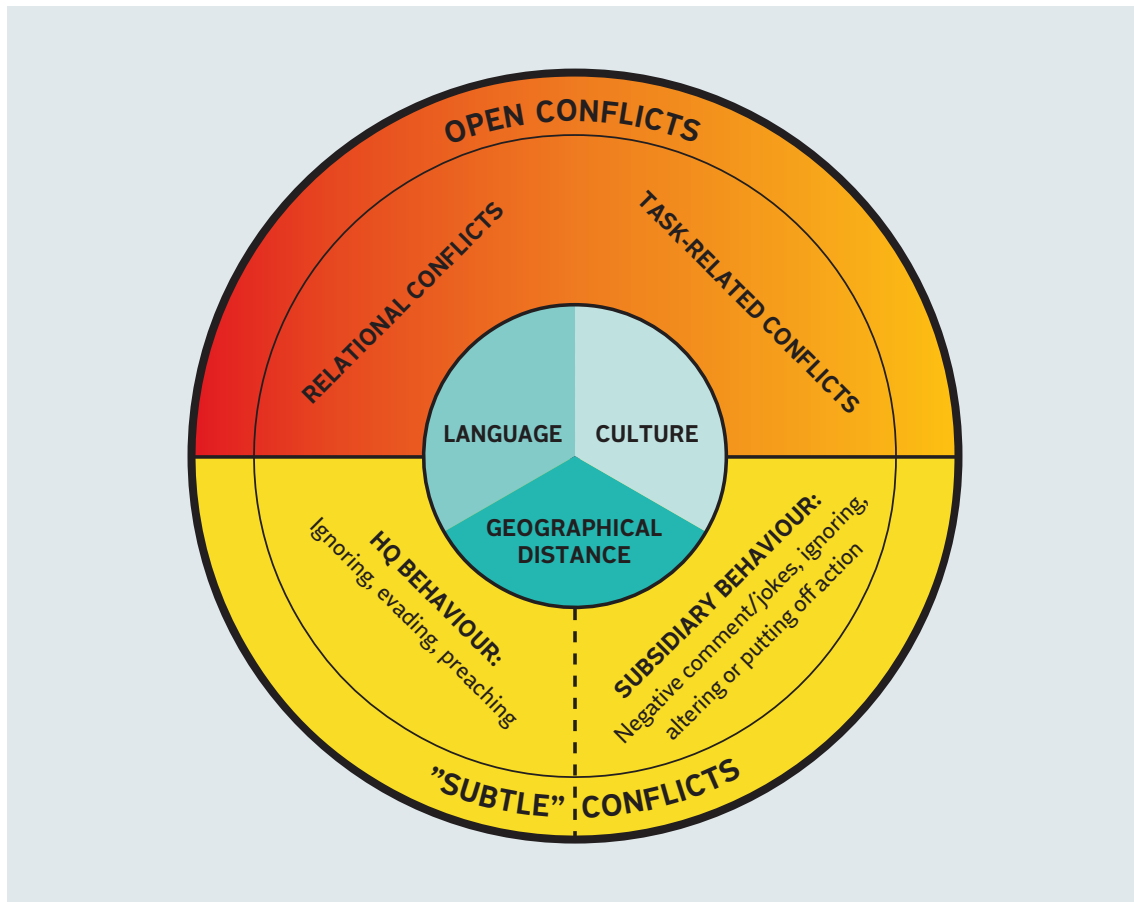 OPEN CONFLICTS
RELATIONAL CONFLICTS
TASK-RELATED CONFLICTS
LANGUAGE
CULTURE
GEOGRAPHICAL
DISTANCE
HQ BEHAVIOUR:
Ignoring, evading, preaching
SUBSIDIARY BEHAVIOUR:
Negative comment/jokes, ignoring,
altering or putting off action
”SUBTLE” CONFLICTS